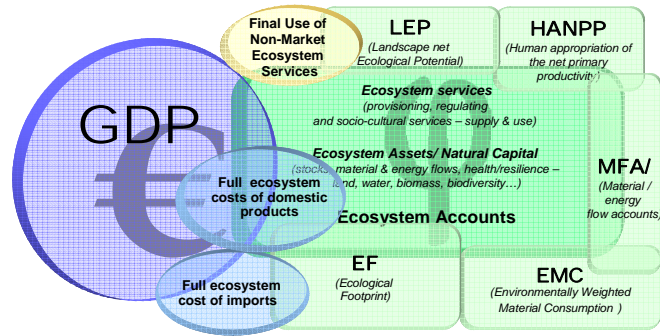 Final Use of
Non-Market
Ecosystem
Services
LEP
(Landscape net
Ecological Potential)
HANPP
(Human appropriation of
the net primary
productivity)
GDP
€
Ecosystem services
(provisioning, regulating
and socio-cultural services – supply & use)
Ecosystem Assets/ Natural Capital
(stocks, material & energy flows, health/resilience –
land, water, biomass, biodiversity…)
Ecosystem Accounts
Full ecosystem
costs of domestic
products
Full ecosystem
cost of imports
MFA/
(Material /
energy
flow accounts)
EF
(Ecological
Footprint)
EMC
(Environmentally Weighted
Material Consumption )